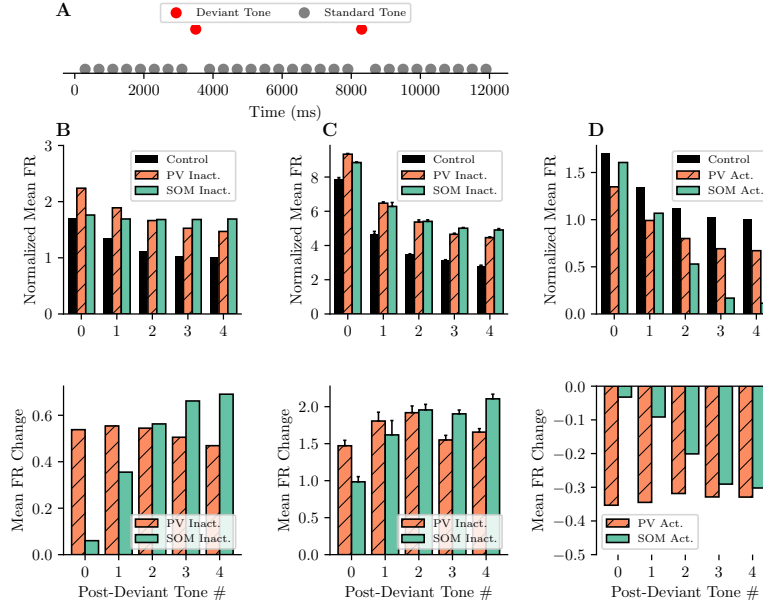 A
Deviant Tone
Standard Tone
0 2000 4000 6000 8000 10000 12000
Time (ms)
B
Normalized Mean FR
3
2
1
0
Control
PV Inact.
SOM Inact.
0 1 2 3 4
C
Normalized Mean FR
8
6
4
2
0
Control
PV Inact.
SOM Inact.
0 1 2 3 4
D
Normalized Mean FR
1.5
1.0
0.5
0.0
Control
PV Act.
SOM Act.
0 1 2 3 4
Mean FR Change
0.6
0.4
0.2
0.0
PV Inact.
SOM Inact.
0 1 2 3 4
Post-Deviant Tone #
Mean FR Change
2.0
1.5
1.0
0.5
0.0
PV Inact.
SOM Inact.
0 1 2 3 4
Post-Deviant Tone #
Mean FR Change
0.0
−0.1
−0.2
−0.3
−0.4
−0.5
PV Act.
SOM Act.
0 1 2 3 4
Post-Deviant Tone #